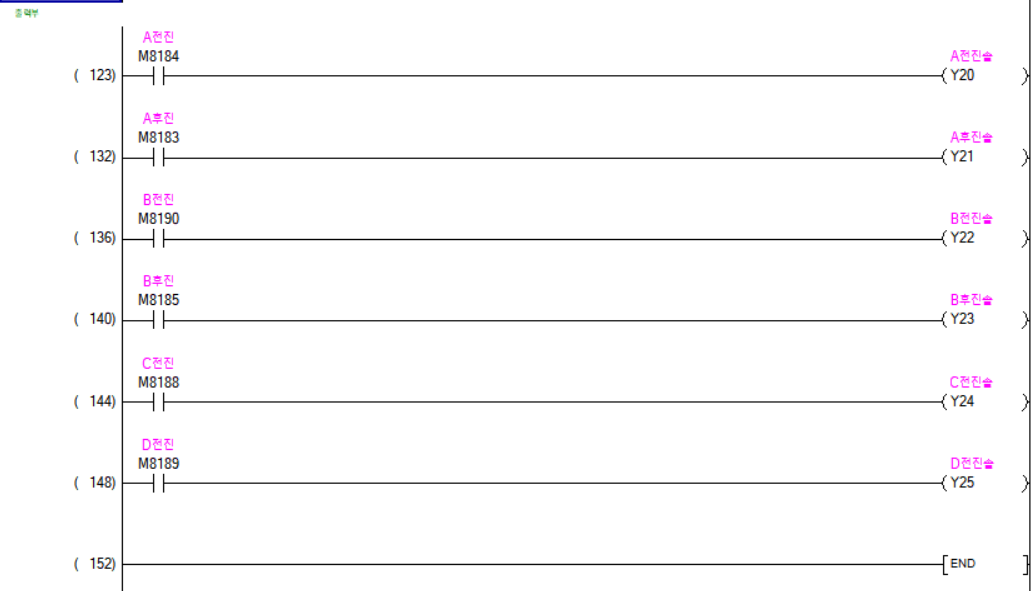 출력부
A전진
M8184
A전진솔
( 123)
Y20
A후진
M8183
A후진솔
( 132)
Y21
B전진
M8190
B전진솔
( 136)
Y22
B후진
M8185
B후진솔
( 140)
Y23
C전진
M8188
C전진솔
( 144)
Y24
D전진
M8189
D전진솔
( 148)
Y25
( 152)
END